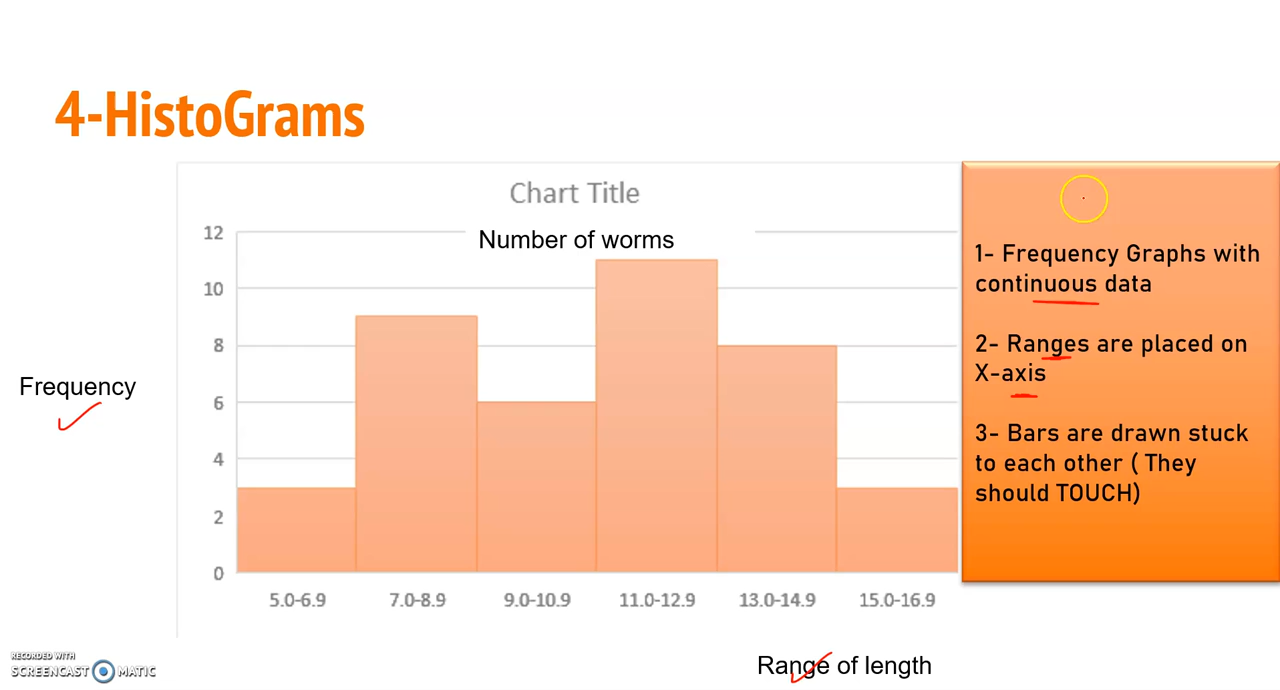 4-HistoGrams
Chart Title
Number of worms
12
10
8
6
4
2
0
Frequency
5.0-6.9 7.0-8.9 9.0-10.9 11.0-12.9 13.0-14.9 15.0-16.9
Range of length
1- Frequency Graphs with
continuous data
2- Ranges are placed on
X-axis
3- Bars are drawn stuck
to each other ( They
should TOUCH)
RECORDED WITH
SCREENCAST MATIC